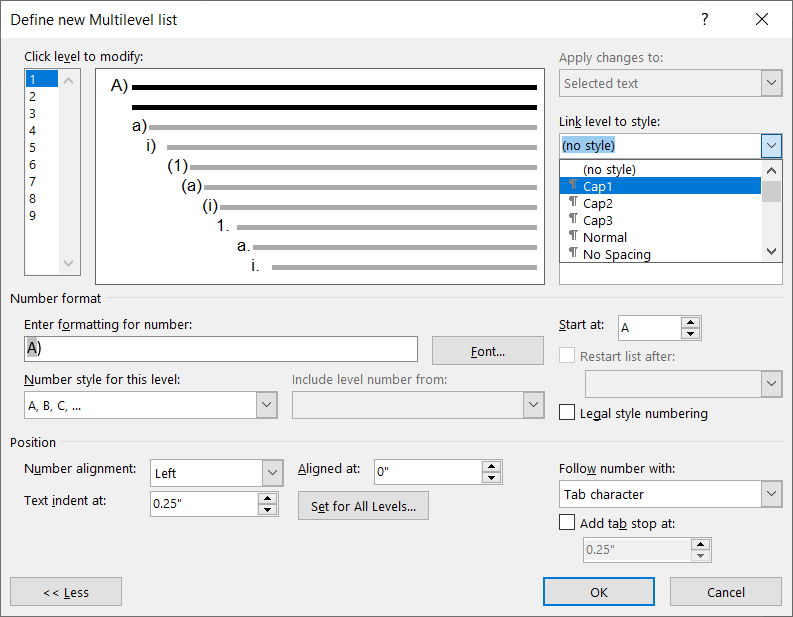 Define new Multilevel list ?
Click level to modify:
1
2
3
4
5
6
7
8
9
A)
a)
i)
(1)
(a)
(i)
1.
a.
i.
Apply changes to:
Selected text
Link level to style:
(no style)
(no style)
¶ Cap1
¶ Cap2
¶ Cap3
¶ Normal
¶ No Spacing
Number format
Enter formatting for number:
A)
Font...
Start at: A
Restart list after:
Number style for this level:
A, B, C, ...
Include level number from:
Legal style numbering
Position
Number alignment: Left
Aligned at: 0"
Text indent at: 0.25"
Set for All Levels...
Follow number with:
Tab character
Add tab stop at:
0.25"
<< Less
OK
Cancel